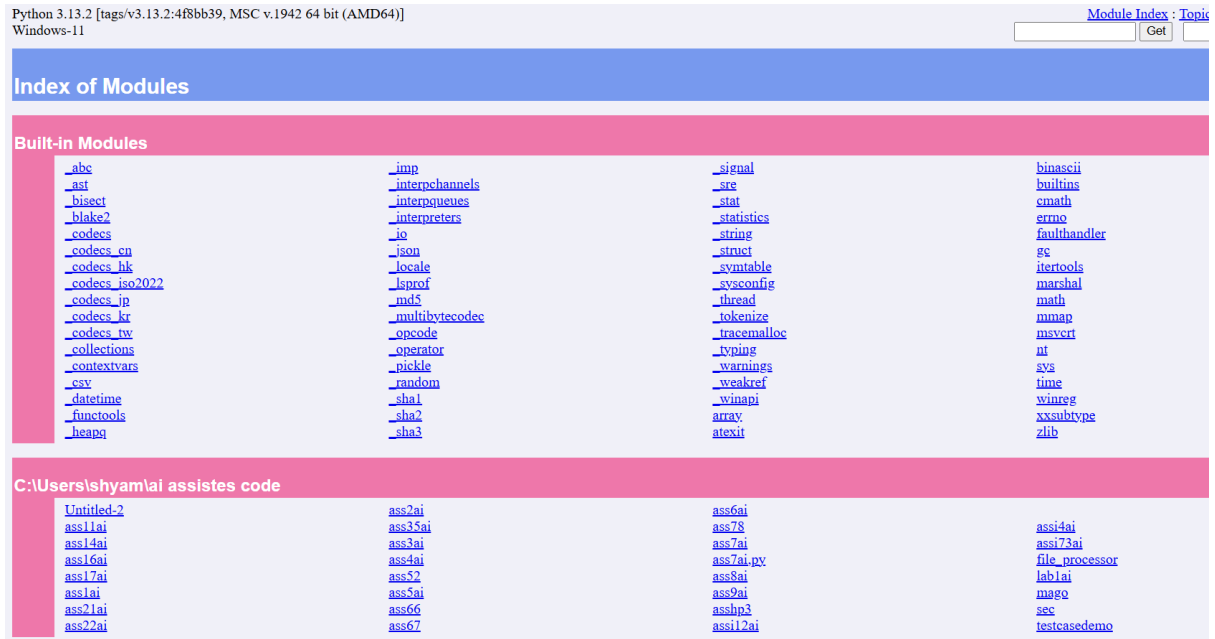 Python 3.13.2 [tags/v3.13.2:4f8bb39, MSC v.1942 64 bit (AMD64)]
Windows-11
Module Index : Topic
Get
Index of Modules
Built-in Modules
_abc
_ast
_bisect
_blake2
_codecs
_codecs_cn
_codecs_hk
_codecs_iso2022
_codecs_jp
_codecs_kr
_codecs_tw
_collections
_contextvars
_csv
_datetime
_functools
_heapq
_imp
_interpchannels
_interpqueues
_interpreters
_io
_json
_locale
_lsprof
_md5
_multibytecodec
_opcode
_operator
_pickle
_random
_sha1
_sha2
_sha3
_signal
_sre
_stat
_statistics
_string
_struct
_symtable
_sysconfig
_thread
_tokenize
_tracemalloc
_typing
_warnings
_weakref
_winapi
array
atexit
binascii
builtins
cmath
errno
faulthandler
gc
itertools
marshal
math
mmap
msvcrt
nt
sys
time
winreg
xxsubtype
zlib
C:\Users\shyam\ai assistes code
Untitled-2
ass11ai
ass14ai
ass16ai
ass17ai
ass1ai
ass21ai
ass22ai
ass2ai
ass35ai
ass3ai
ass4ai
ass52
ass5ai
ass66
ass67
ass6ai
ass78
ass7ai
ass7ai,py
ass8ai
ass9ai
asshp3
assi12ai
assi4ai
assi73ai
file_processor
lab1ai
mago
sec
testcasedemo